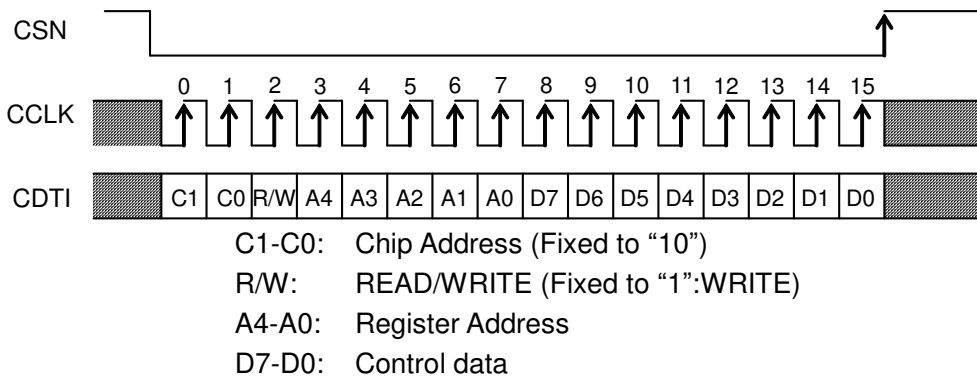 CSN
0 1 2 3 4 5 6 7 8 9 10 11 12 13 14 15
CCLK
CDTI C1 C0 R/W A4 A3 A2 A1 A0 D7 D6 D5 D4 D3 D2 D1 D0
C1-C0: Chip Address (Fixed to “10”)
R/W: READ/WRITE (Fixed to “1”:WRITE)
A4-A0: Register Address
D7-D0: Control data